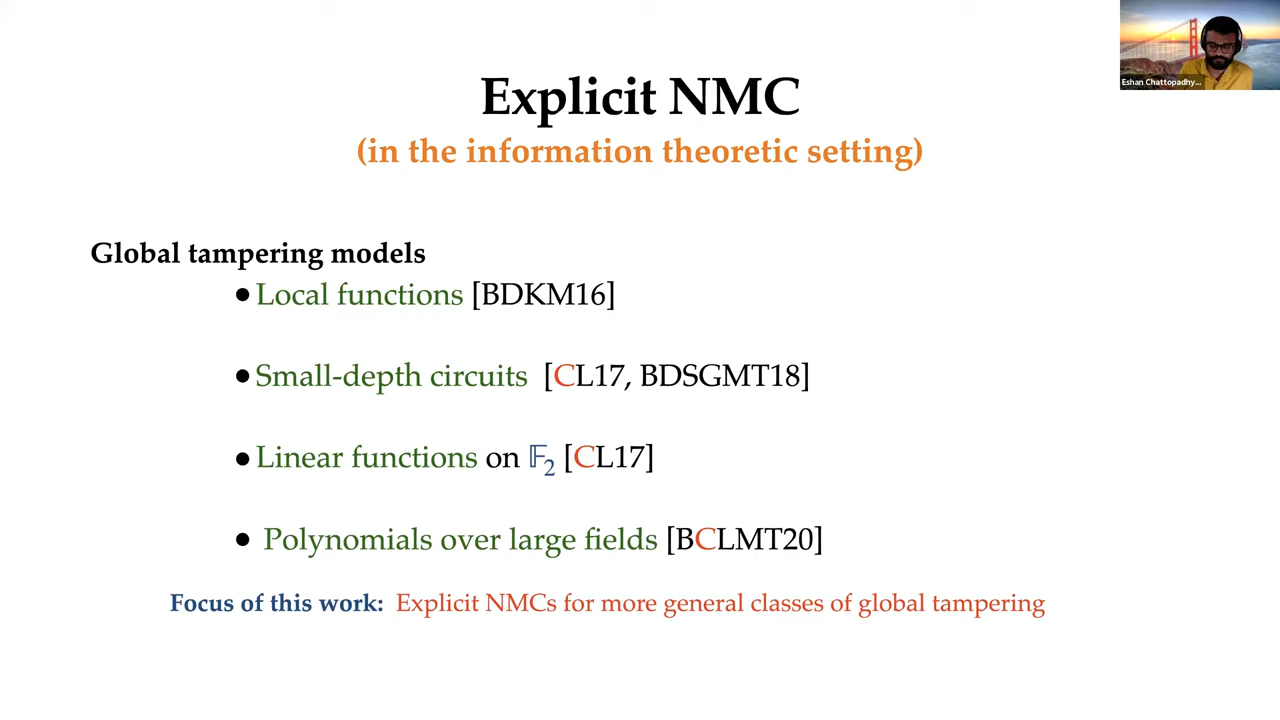 Explicit NMC
(in the information theoretic setting)
Eshan Chattopadhy...
Global tampering models
● Local functions [BDKM16]
● Small-depth circuits [CL17, BDSGMT18]
● Linear functions on 𝔽₂ [CL17]
● Polynomials over large fields [BCLMT20]
Focus of this work: Explicit NMCs for more general classes of global tampering